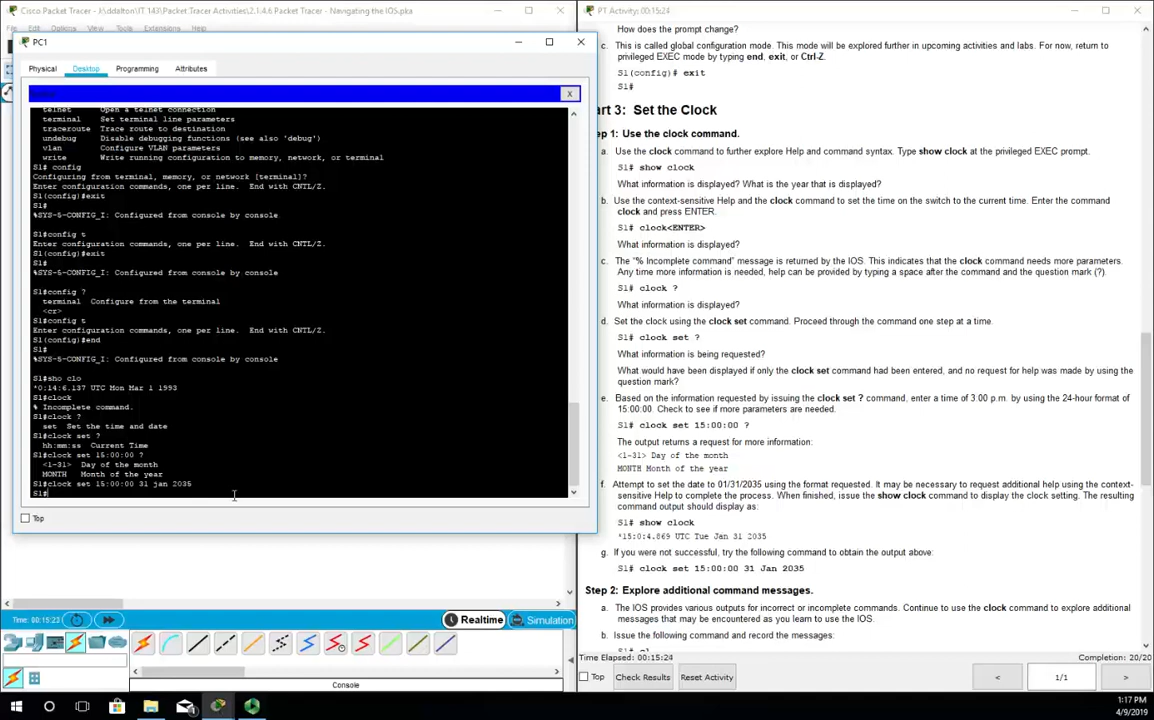 Cisco Packet Tracer - I:\ddalton\IT 143\Packet Tracer Activities\2.1.4.6 Packet Tracer - Navigating the IOS.pka
File Edit Options View Tools Extensions Help
PC1
Physical Desktop Programming Attributes
X
telnet Open a telnet connection
terminal Set terminal line parameters
traceroute Trace route to destination
undebug Disable debugging functions (see also 'debug')
vlan Configure VLAN parameters
write Write running configuration to memory, network, or terminal
S1# config
Configuring from terminal, memory, or network [terminal]?
Enter configuration commands, one per line. End with CNTL/Z.
S1(config)#exit
S1#
%SYS-5-CONFIG_I: Configured from console by console
S1#config t
Enter configuration commands, one per line. End with CNTL/Z.
S1(config)#exit
S1#
%SYS-5-CONFIG_I: Configured from console by console
S1#config ?
terminal Configure from the terminal
<cr>
S1#config t
Enter configuration commands, one per line. End with CNTL/Z.
S1(config)#end
S1#
%SYS-5-CONFIG_I: Configured from console by console
S1#sho clo
*0:14:6.137 UTC Mon Mar 1 1993
S1#clock
% Incomplete command.
S1#clock ?
set Set the time and date
S1#clock set ?
hh:mm:ss Current Time
S1#clock set 15:00:00 ?
<1-31> Day of the month
MONTH Month of the year
S1#clock set 15:00:00 31 jan 2035
S1#
Top
Time: 00:15:23
Realtime
Simulation
Console
PT Activity: 00:15:24
How does the prompt change?
c. This is called global configuration mode. This mode will be explored further in upcoming activities and labs. For now, return to
privileged EXEC mode by typing end, exit, or Ctrl-Z.
S1(config)# exit
S1#
art 3: Set the Clock
ep 1: Use the clock command.
a. Use the clock command to further explore Help and command syntax. Type show clock at the privileged EXEC prompt.
S1# show clock
What information is displayed? What is the year that is displayed?
b. Use the context-sensitive Help and the clock command to set the time on the switch to the current time. Enter the command
clock and press ENTER.
S1# clock<ENTER>
What information is displayed?
c. The "% Incomplete command" message is returned by the IOS. This indicates that the clock command needs more parameters.
Any time more information is needed, help can be provided by typing a space after the command and the question mark (?).
S1# clock ?
What information is displayed?
d. Set the clock using the clock set command. Proceed through the command one step at a time.
S1# clock set ?
What information is being requested?
What would have been displayed if only the clock set command had been entered, and no request for help was made by using the
question mark?
e. Based on the information requested by issuing the clock set ? command, enter a time of 3:00 p.m. by using the 24-hour format of
15:00:00. Check to see if more parameters are needed.
S1# clock set 15:00:00 ?
The output returns a request for more information:
<1-31> Day of the month
MONTH Month of the year
f. Attempt to set the date to 01/31/2035 using the format requested. It may be necessary to request additional help using the context-
sensitive Help to complete the process. When finished, issue the show clock command to display the clock setting. The resulting
command output should display as:
S1# show clock
*15:0:4.869 UTC Tue Jan 31 2035
g. If you were not successful, try the following command to obtain the output above:
S1# clock set 15:00:00 31 Jan 2035
Step 2: Explore additional command messages.
a. The IOS provides various outputs for incorrect or incomplete commands. Continue to use the clock command to explore additional
messages that may be encountered as you learn to use the IOS.
b. Issue the following command and record the messages:
S1# cl
Time Elapsed: 00:15:24
Completion: 20/20
Top
Check Results
Reset Activity
<
1/1
>
1:17 PM
4/9/2019